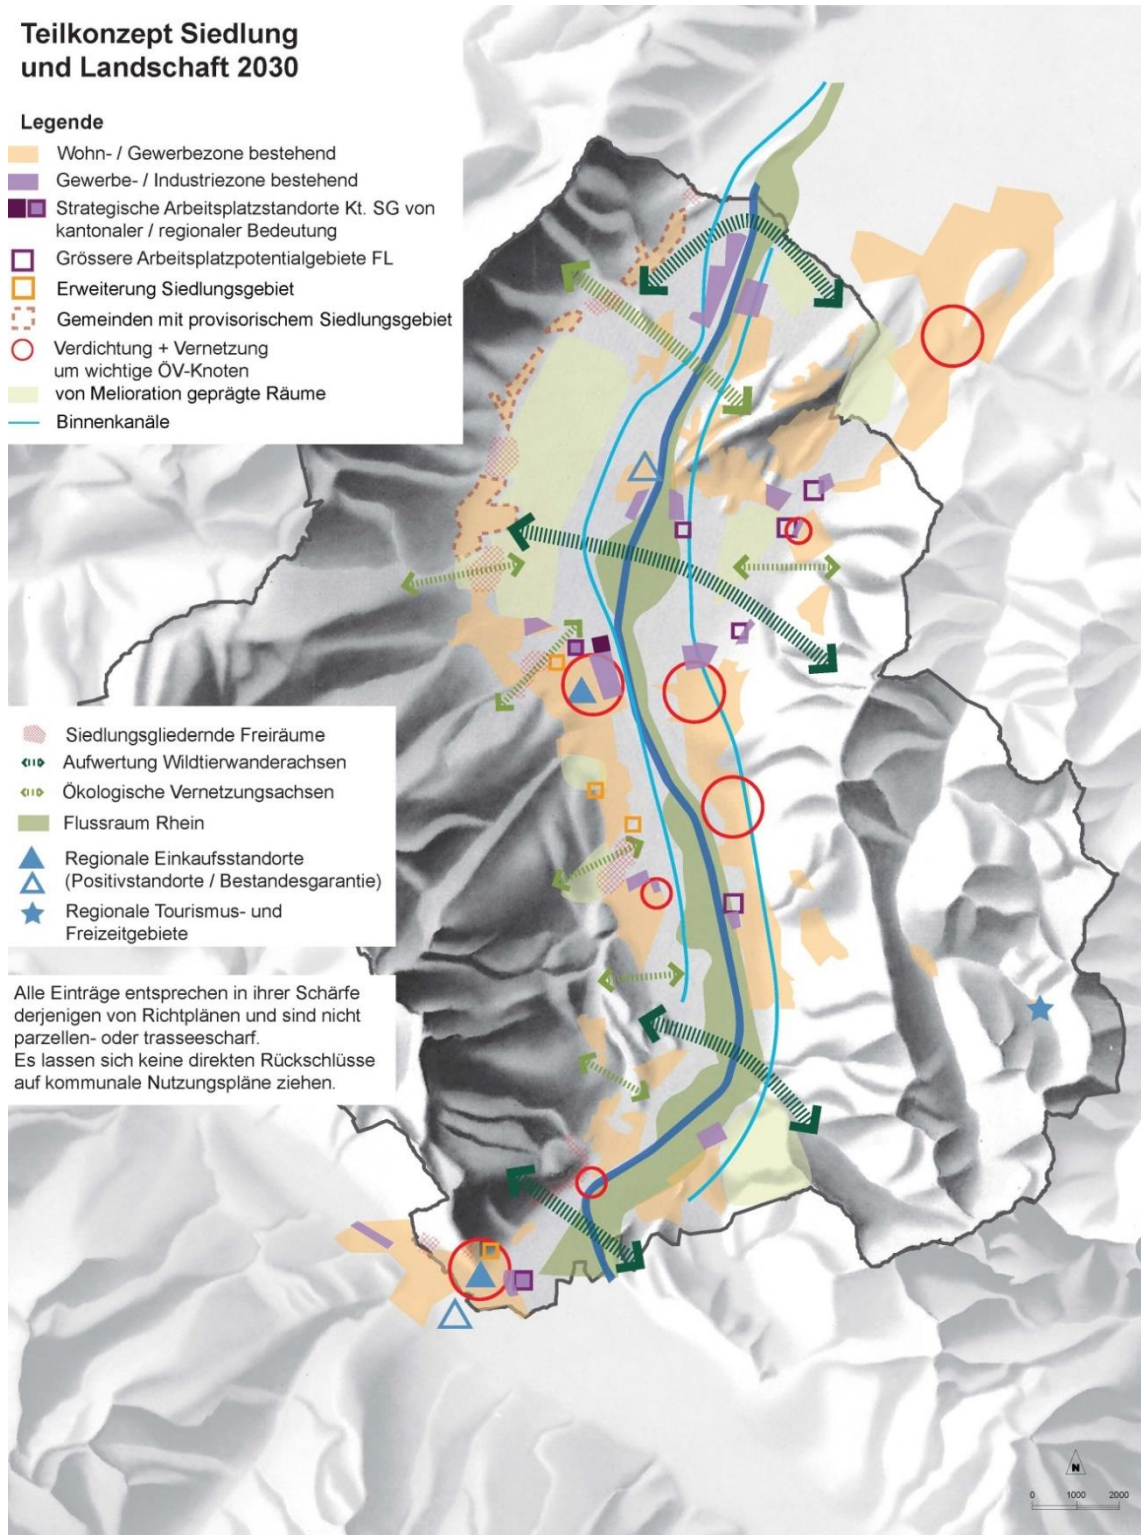 Teilkonzept Siedlung
und Landschaft 2030
Legende
Wohn- / Gewerbezone bestehend
Gewerbe- / Industriezone bestehend
Strategische Arbeitsplatzstandorte Kt. SG von
kantonaler / regionaler Bedeutung
Grössere Arbeitsplatzpotentialgebiete FL
Erweiterung Siedlungsgebiet
Gemeinden mit provisorischem Siedlungsgebiet
Verdichtung + Vernetzung
um wichtige ÖV-Knoten
von Melioration geprägte Räume
Binnenkanäle
Siedlungsgliedernde Freiräume
Aufwertung Wildtierwanderachsen
Ökologische Vernetzungsachsen
Flussraum Rhein
Regionale Einkaufsstandorte
(Positivstandorte / Bestandesgarantie)
Regionale Tourismus- und
Freizeitgebiete
Alle Einträge entsprechen in ihrer Schärfe
derjenigen von Richtplänen und sind nicht
parzellen- oder trasseescharf.
Es lassen sich keine direkten Rückschlüsse
auf kommunale Nutzungspläne ziehen.
N
0 1000 2000